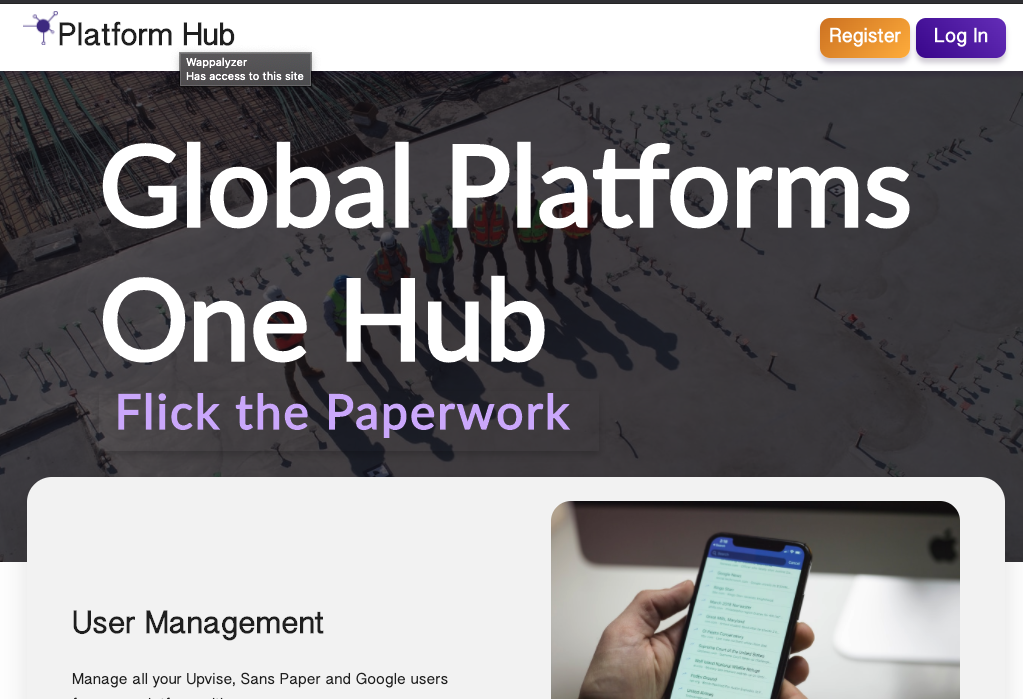 Platform Hub
Register
Log In
Wappalyzer
Has access to this site
Global Platforms
One Hub
Flick the Paperwork
User Management
Manage all your Upvise, Sans Paper and Google users